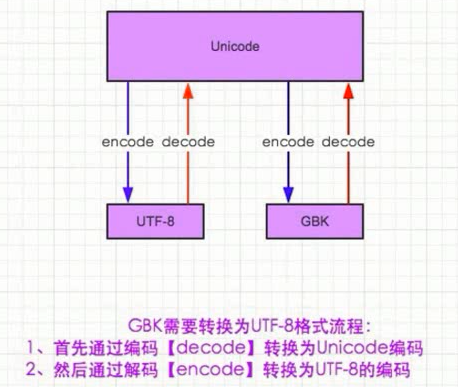 Unicode
encode decode encode decode
UTF-8 GBK
GBK需要转换为UTF-8格式流程：
1、首先通过编码【decode】转换为Unicode编码
2、然后通过解码【encode】转换为UTF-8的编码